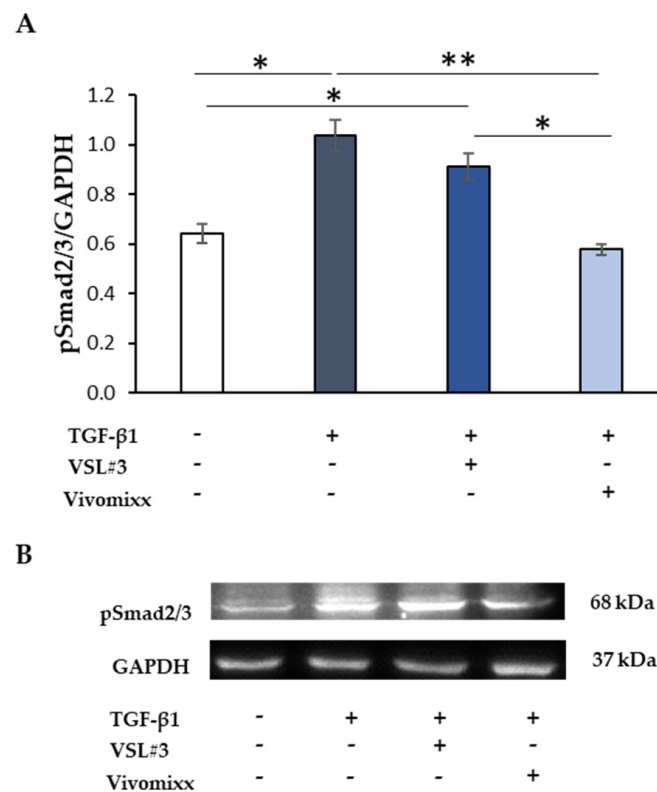 A
* **
* *
pSmad2/3/GAPDH
1.2
1.0
0.8
0.6
0.4
0.2
0.0
TGF-β1 - + + +
VSL#3 - - + -
Vivomixx - - - +
B
pSmad2/3 68 kDa
GAPDH 37 kDa
TGF-β1 - + + +
VSL#3 - - + -
Vivomixx - - - +